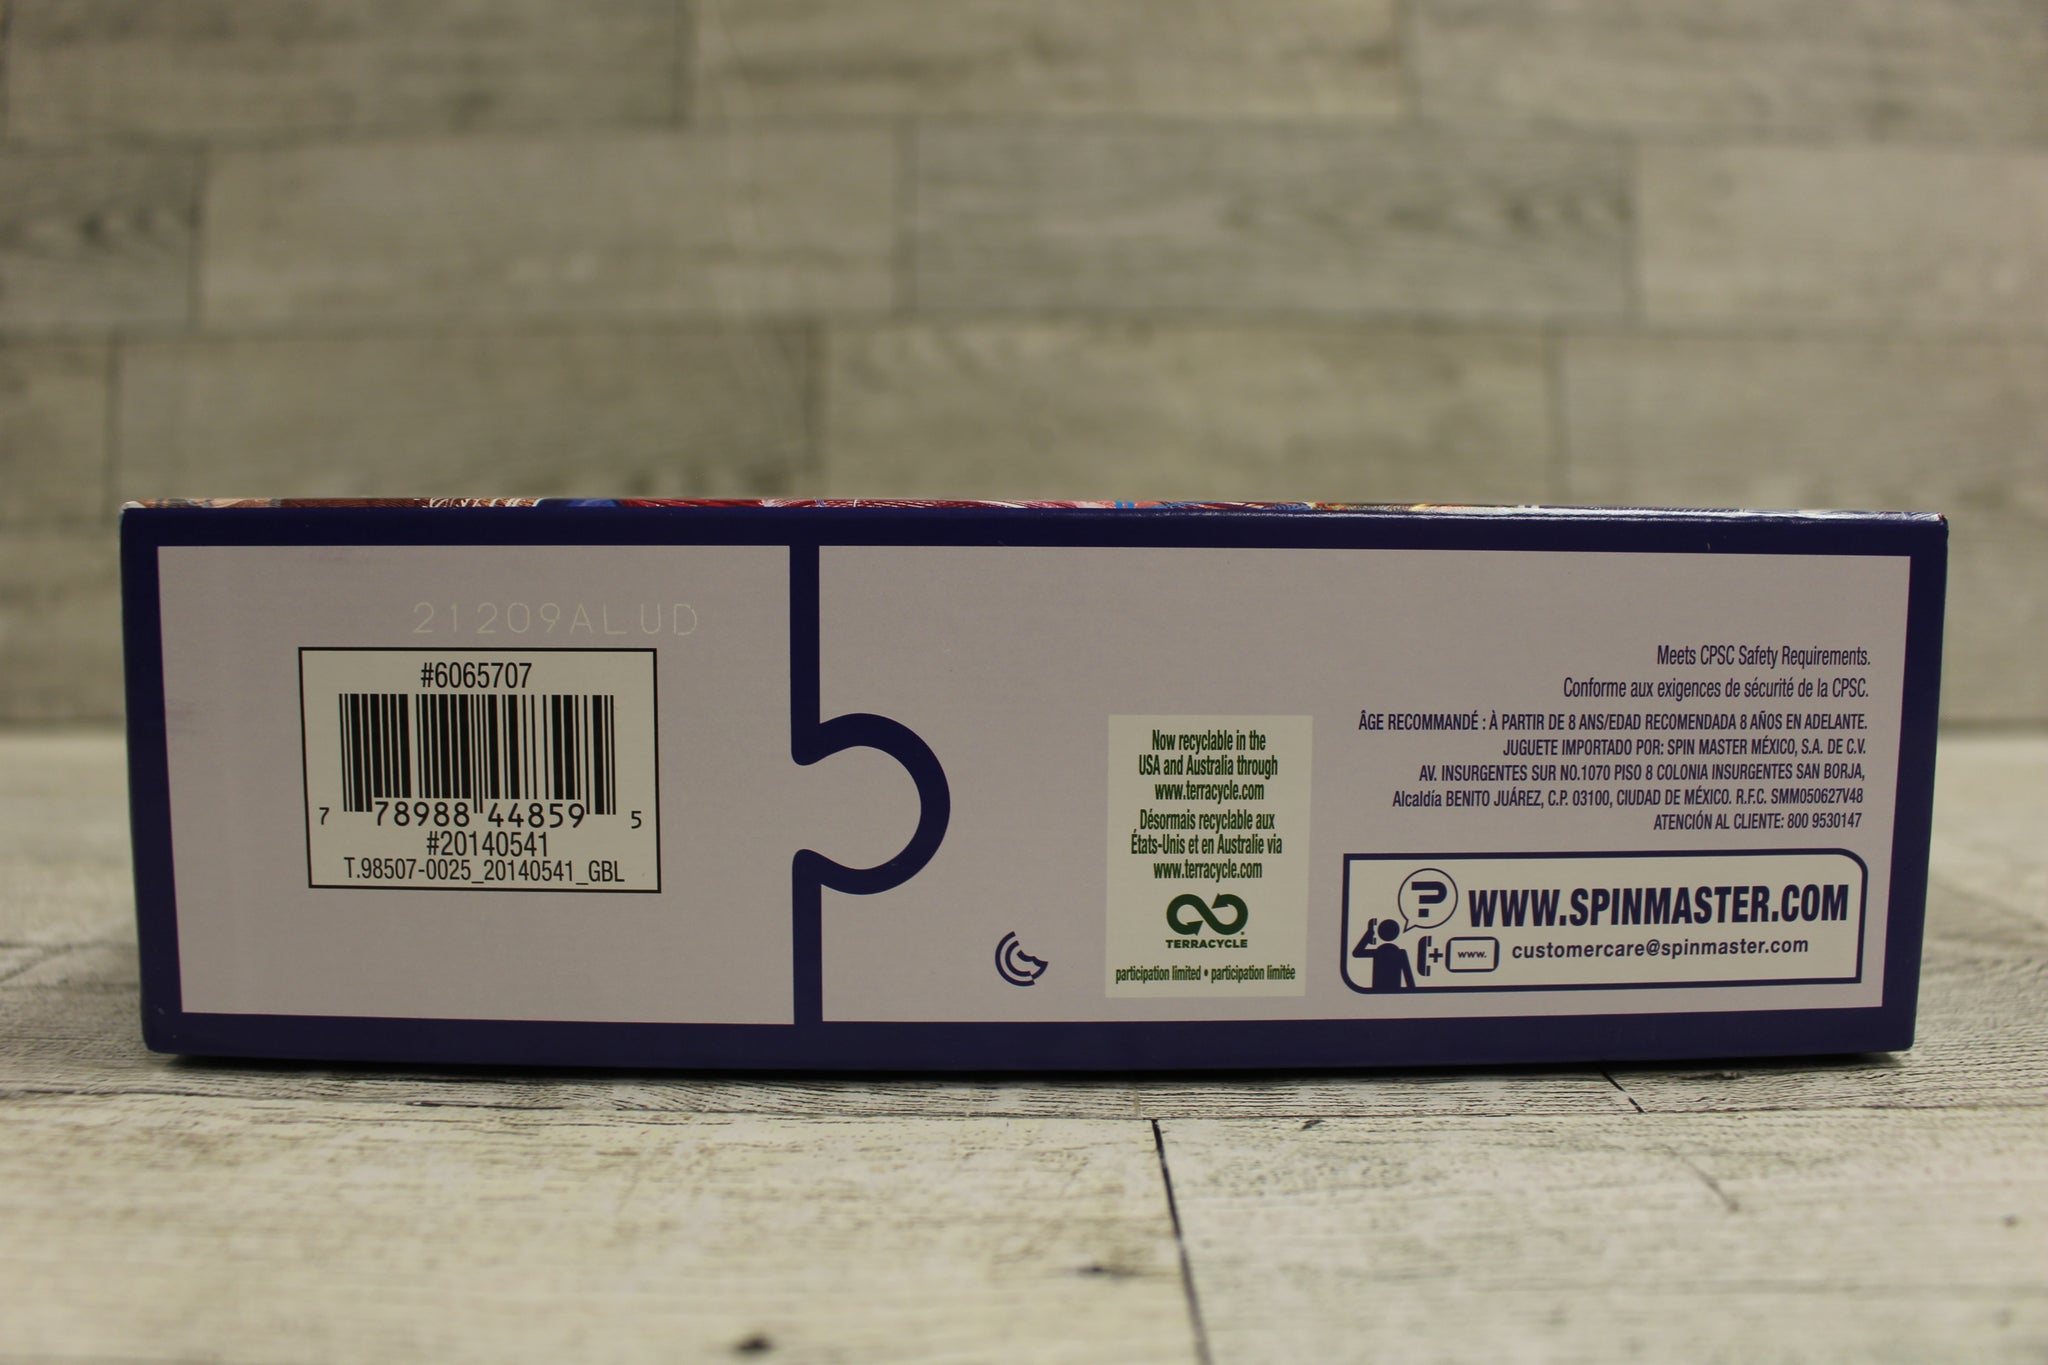 21209ALUD
#6065707
7 78988 44859 5
#20140541
T.98507-0025_20140541_GBL
Now recyclable in the
USA and Australia through
www.terracycle.com
Désormais recyclable aux
États-Unis et en Australie via
www.terracycle.com
TERRACYCLE
participation limited • participation limitée
Meets CPSC Safety Requirements.
Conforme aux exigences de sécurité de la CPSC.
ÂGE RECOMMANDÉ : À PARTIR DE 8 ANS/EDAD RECOMENDADA 8 AÑOS EN ADELANTE.
JUGUETE IMPORTADO POR: SPIN MASTER MÉXICO, S.A. DE C.V.
AV. INSURGENTES SUR NO.1070 PISO 8 COLONIA INSURGENTES SAN BORJA,
Alcaldía BENITO JUÁREZ, C.P. 03100, CIUDAD DE MÉXICO. R.F.C. SMM050627V48
ATENCIÓN AL CLIENTE: 800 9530147
? WWW.SPINMASTER.COM
+ www. customercare@spinmaster.com